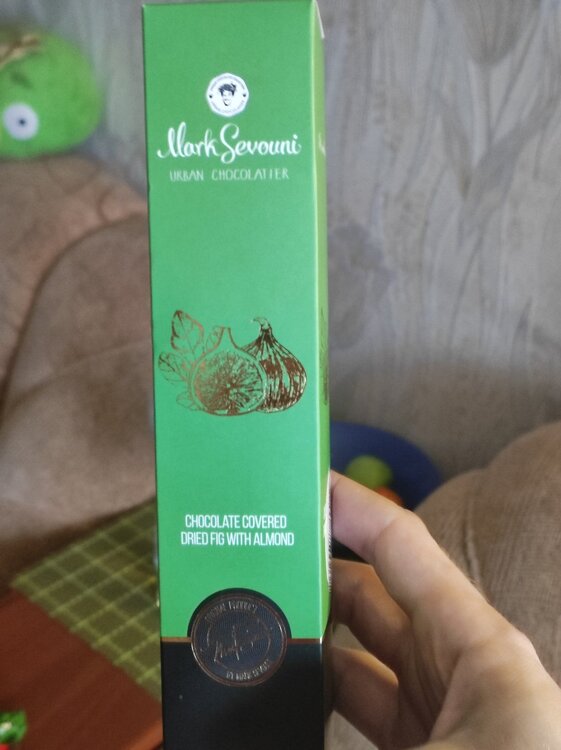 Mark Sevouni
URBAN CHOCOLATIER
CHOCOLATE COVERED
DRIED FIG WITH ALMOND